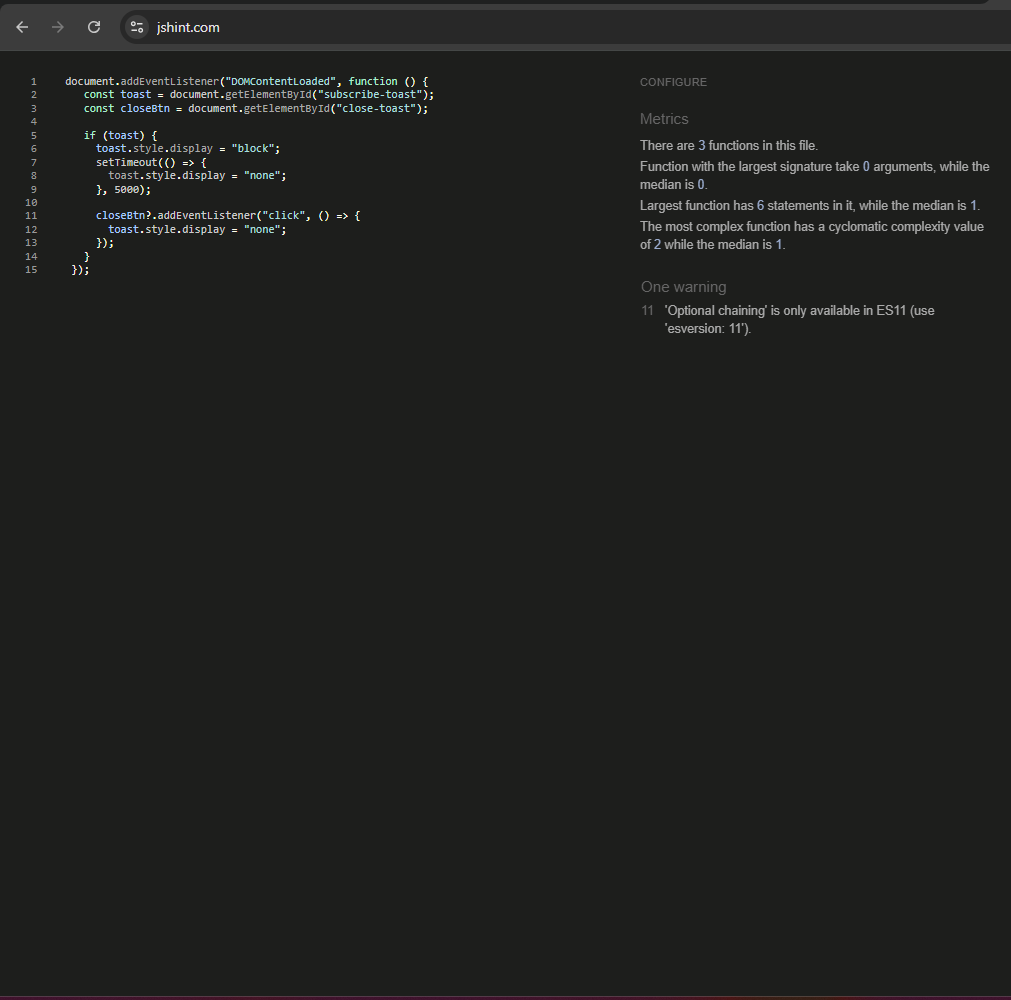 jshint.com
1 document.addEventListener("DOMContentLoaded", function () {
2 const toast = document.getElementById("subscribe-toast");
3 const closeBtn = document.getElementById("close-toast");
4
5 if (toast) {
6 toast.style.display = "block";
7 setTimeout(() => {
8 toast.style.display = "none";
9 }, 5000);
10
11 closeBtn?.addEventListener("click", () => {
12 toast.style.display = "none";
13 });
14 }
15 });
CONFIGURE
Metrics
There are 3 functions in this file.
Function with the largest signature take 0 arguments, while the
median is 0.
Largest function has 6 statements in it, while the median is 1.
The most complex function has a cyclomatic complexity value
of 2 while the median is 1.
One warning
11 'Optional chaining' is only available in ES11 (use
'esversion: 11').